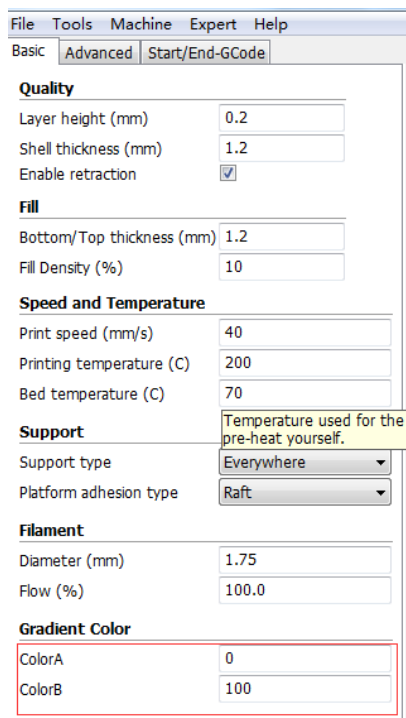 File Tools Machine Expert Help
Basic Advanced Start/End-GCode
Quality
Layer height (mm) 0.2
Shell thickness (mm) 1.2
Enable retraction
Fill
Bottom/Top thickness (mm) 1.2
Fill Density (%) 10
Speed and Temperature
Print speed (mm/s) 40
Printing temperature (C) 200
Bed temperature (C) 70
Temperature used for the
pre-heat yourself.
Support
Support type Everywhere
Platform adhesion type Raft
Filament
Diameter (mm) 1.75
Flow (%) 100.0
Gradient Color
ColorA 0
ColorB 100